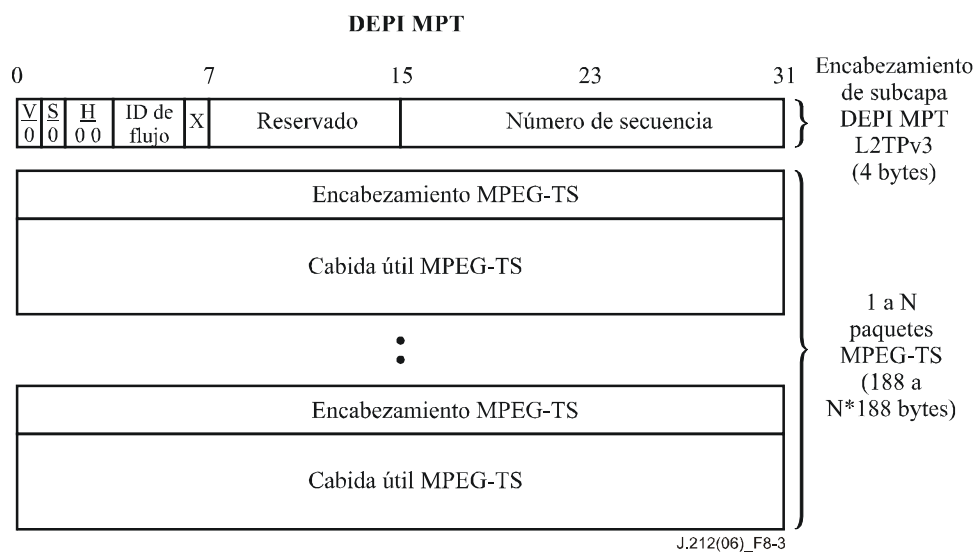 DEPI MPT
0 7 15 23 31
V S H ID de flujo X Reservado Número de secuencia
0 0 0 0
Encabezamiento
de subcapa
DEPI MPT
L2TPv3
(4 bytes)
Encabezamiento MPEG-TS
Cabida útil MPEG-TS
:
Encabezamiento MPEG-TS
Cabida útil MPEG-TS
1 a N
paquetes
MPEG-TS
(188 a
N*188 bytes)
J.212(06)_F8-3